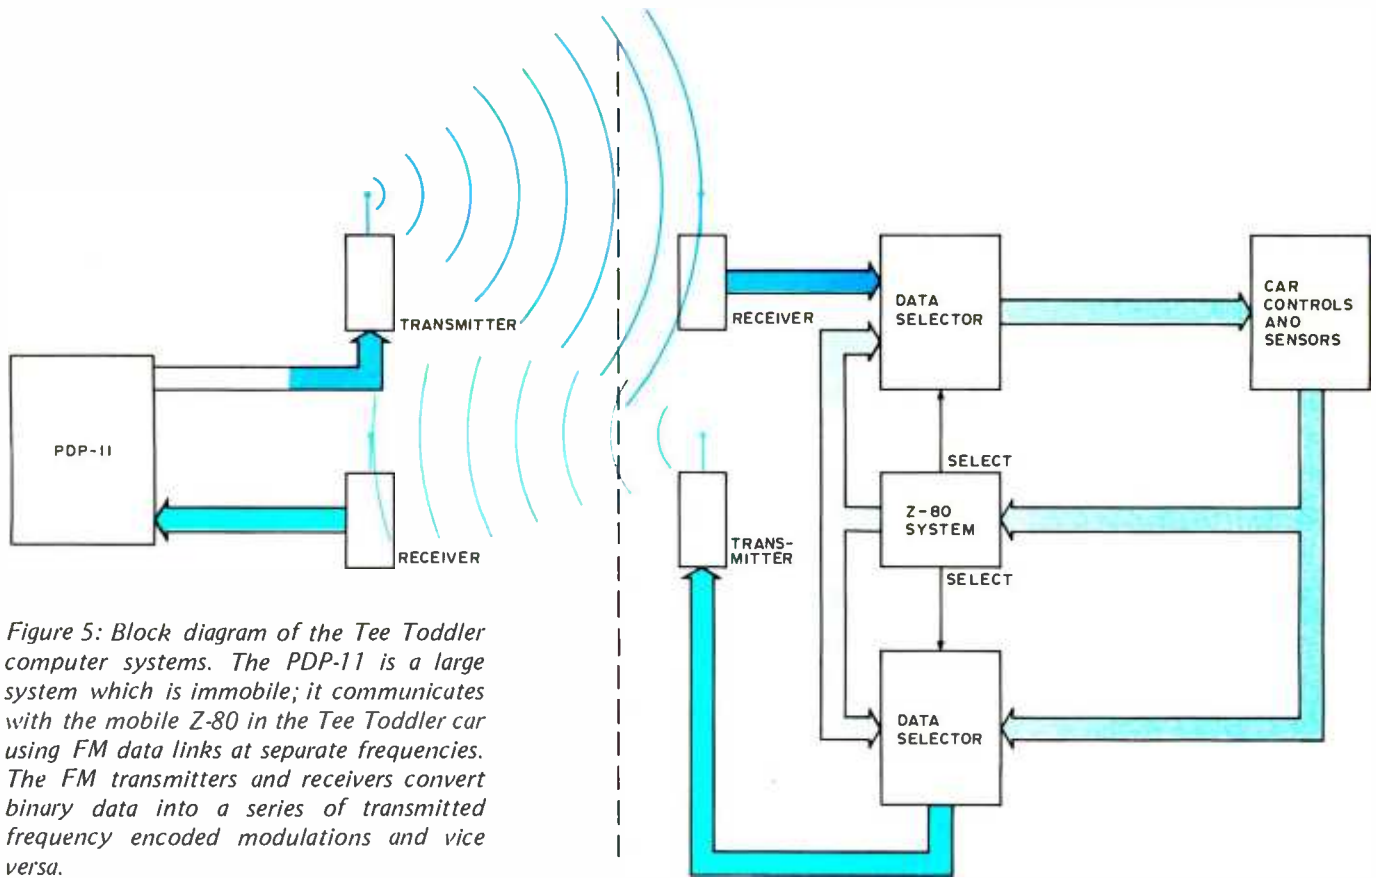 TRANSMITTER
RECEIVER
DATA
SELECTOR
CAR
CONTROLS
ANO
SENSORS
PDP-11
SELECT
Z-80
SYSTEM
RECEIVER
TRANS-
MITTER
SELECT
DATA
SELECTOR
Figure 5: Block diagram of the Tee Toddler
computer systems. The PDP-11 is a large
system which is immobile; it communicates
with the mobile Z-80 in the Tee Toddler car
using FM data links at separate frequencies.
The FM transmitters and receivers convert
binary data into a series of transmitted
frequency encoded modulations and vice
versa.